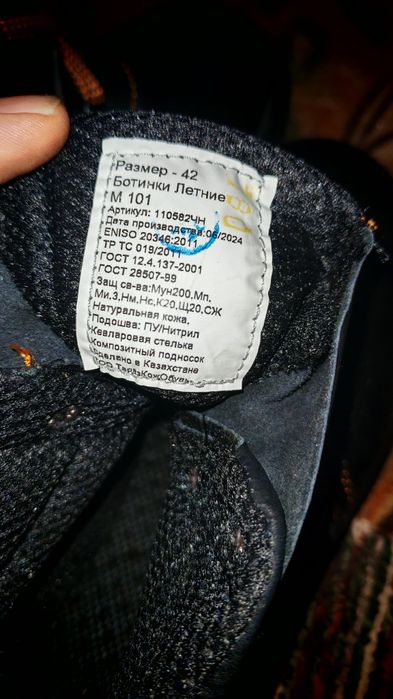 Размер - 42
Ботинки Летние
М 101
Артикул: 110582ЧН
Дата производства:06/2024
ENISO 20346:2011
ТР ТС 019/2011
ГОСТ 12.4.137-2001
ГОСТ 28507-99
Защ св-ва:Мун200,Мп,
Ми,З,Нм,Нс,К20,Щ20,СЖ
Натуральная кожа,
Подошва: ПУ/Нитрил
Кевларовая стелька
Композитный подносок
Сделано в Казахстане
ТОО ТаразКожОбувь